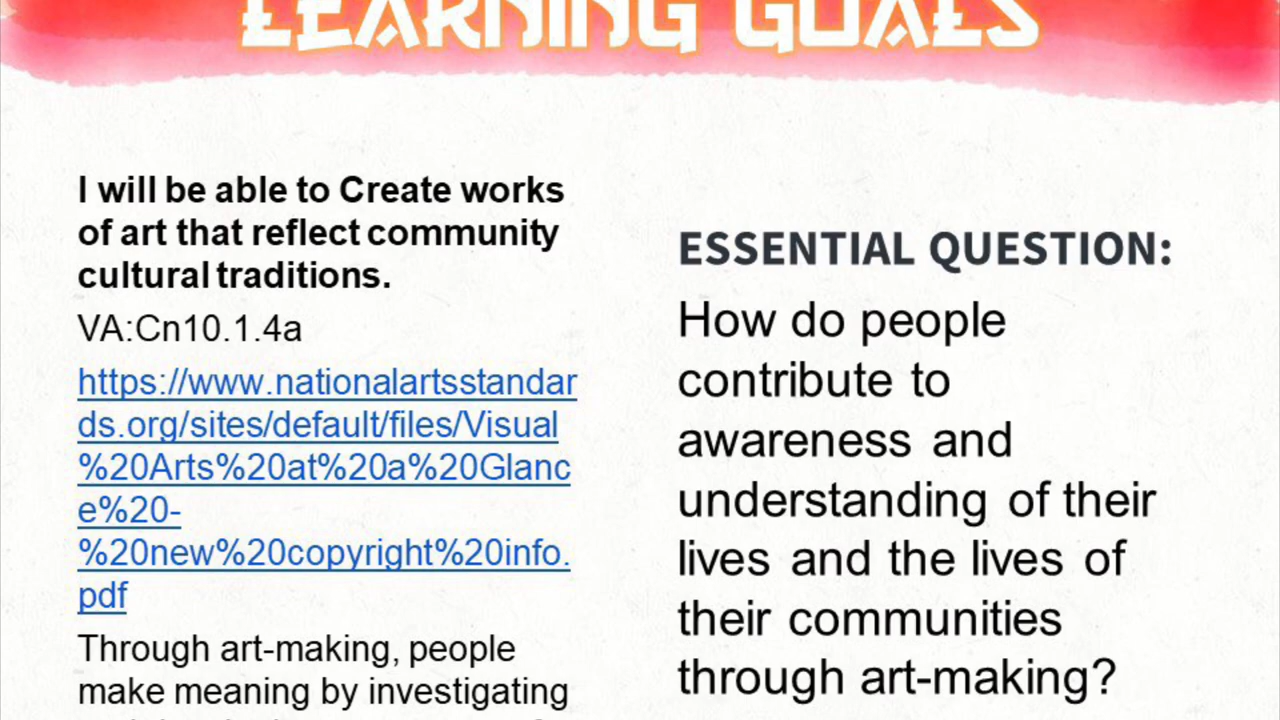 LEARNING GOALS
I will be able to Create works
of art that reflect community
cultural traditions.
VA:Cn10.1.4a
https://www.nationalartsstandar
ds.org/sites/default/files/Visual
%20Arts%20at%20a%20Glanc
e%20-
%20new%20copyright%20info.
pdf
Through art-making, people
make meaning by investigating
ESSENTIAL QUESTION:
How do people
contribute to
awareness and
understanding of their
lives and the lives of
their communities
through art-making?